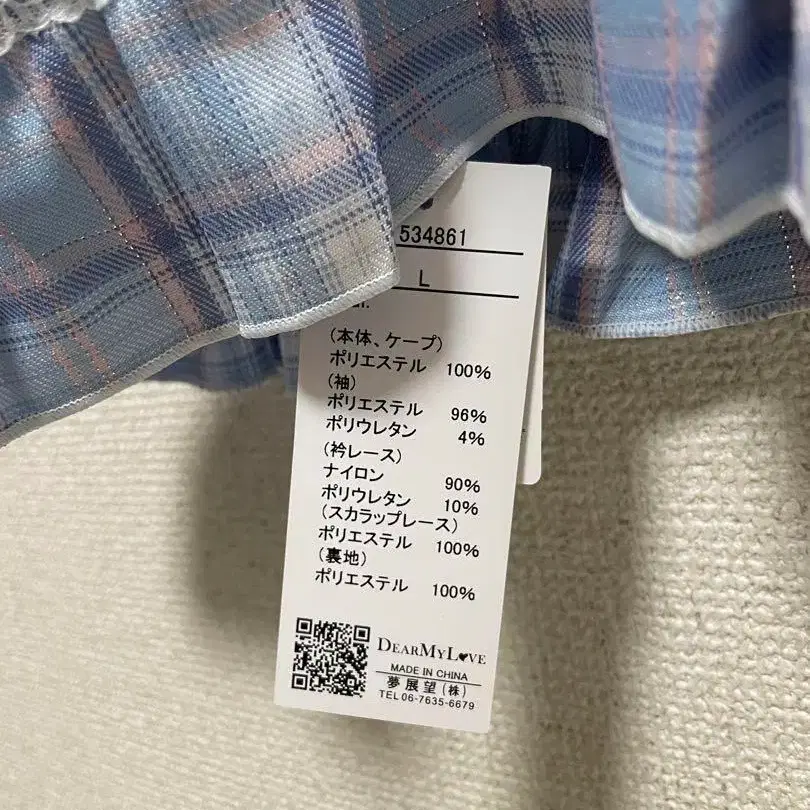 534861
L
(本体、ケープ)
ポリエステル 100%
(袖)
ポリエステル 96%
ポリウレタン 4%
(衿レース)
ナイロン 90%
ポリウレタン 10%
(スカラップレース)
ポリエステル 100%
(裏地)
ポリエステル 100%
DEARMYL♥VE
MADE IN CHINA
夢展望(株)
TEL06-7635-6679